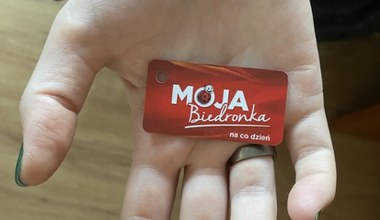 MOJA
Biedronka
na co dzień